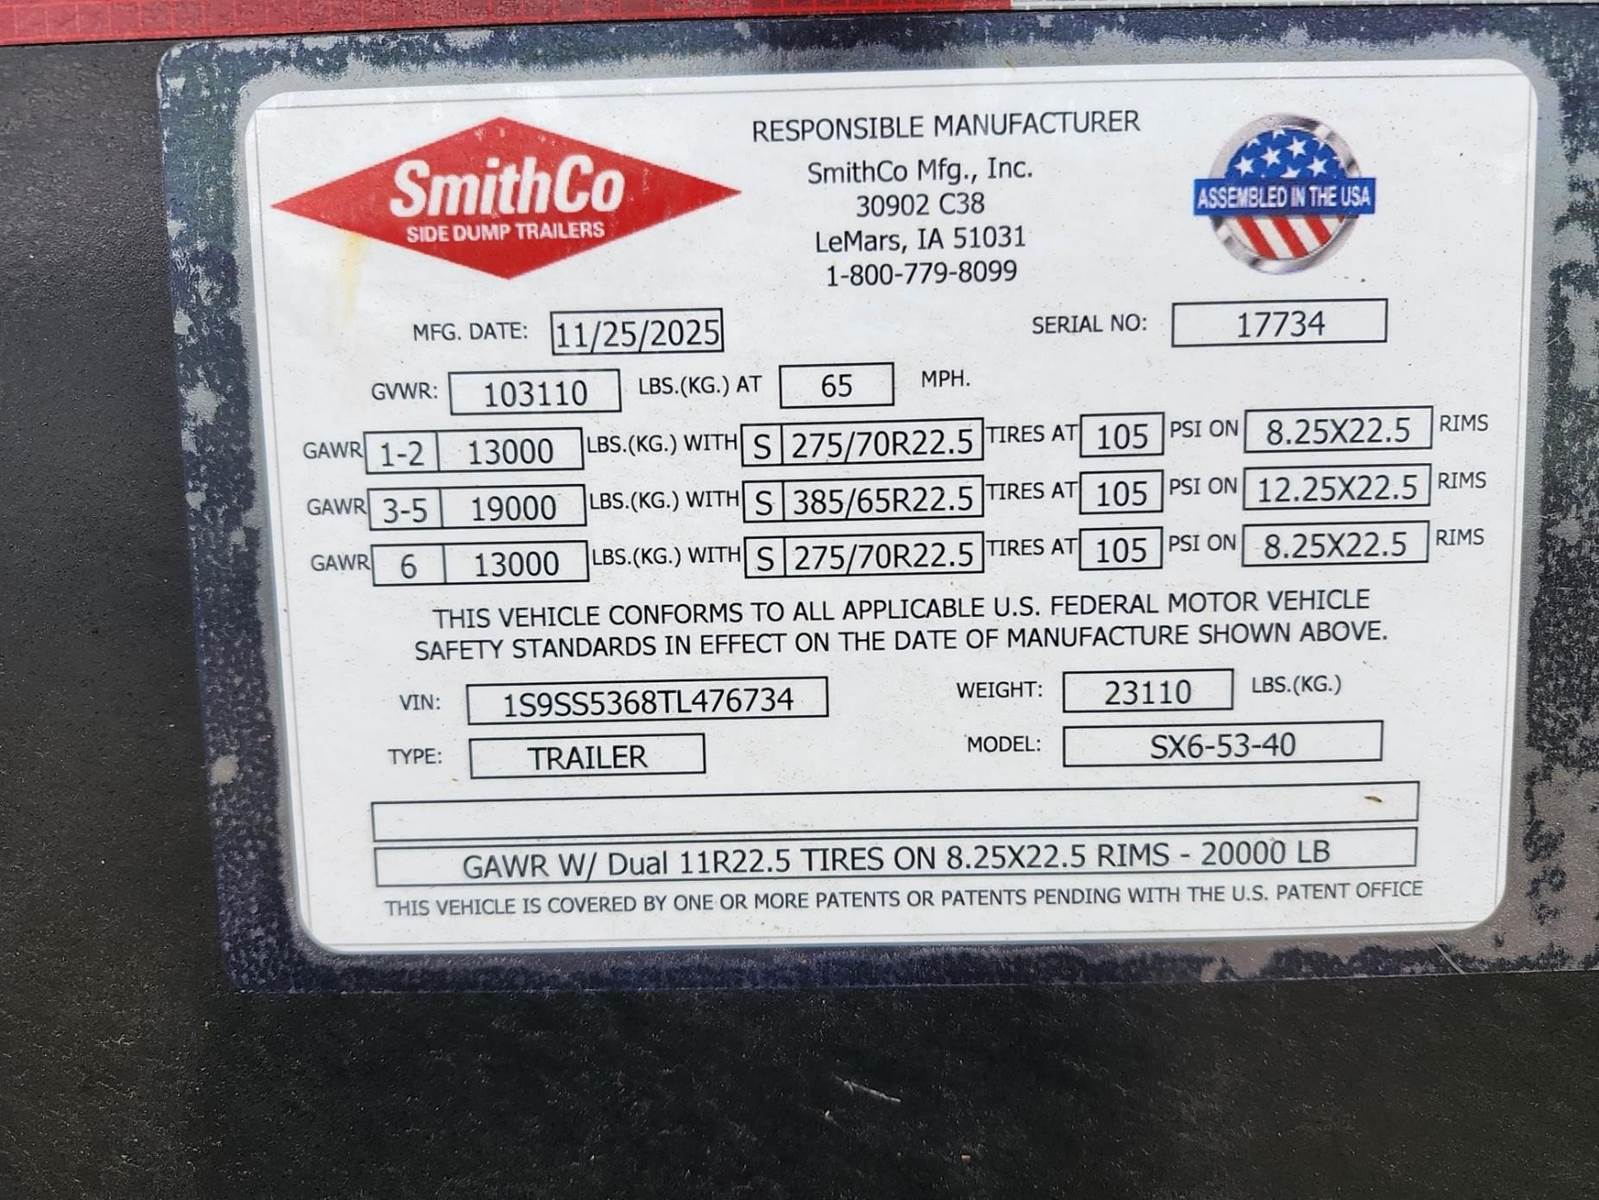 SmithCo
SIDE DUMP TRAILERS
RESPONSIBLE MANUFACTURER
SmithCo Mfg., Inc.
30902 C38
LeMars, IA 51031
1-800-779-8099
ASSEMBLED IN THE USA
MFG. DATE: 11/25/2025 SERIAL NO: 17734
GVWR: 103110 LBS.(KG.) AT 65 MPH.
GAWR 1-2 13000 LBS.(KG.) WITH S 275/70R22.5 TIRES AT 105 PSI ON 8.25X22.5 RIMS
GAWR 3-5 19000 LBS.(KG.) WITH S 385/65R22.5 TIRES AT 105 PSI ON 12.25X22.5 RIMS
GAWR 6 13000 LBS.(KG.) WITH S 275/70R22.5 TIRES AT 105 PSI ON 8.25X22.5 RIMS
THIS VEHICLE CONFORMS TO ALL APPLICABLE U.S. FEDERAL MOTOR VEHICLE
SAFETY STANDARDS IN EFFECT ON THE DATE OF MANUFACTURE SHOWN ABOVE.
VIN: 1S9SS5368TL476734 WEIGHT: 23110 LBS.(KG.)
TYPE: TRAILER MODEL: SX6-53-40
GAWR W/ Dual 11R22.5 TIRES ON 8.25X22.5 RIMS - 20000 LB
THIS VEHICLE IS COVERED BY ONE OR MORE PATENTS OR PATENTS PENDING WITH THE U.S. PATENT OFFICE